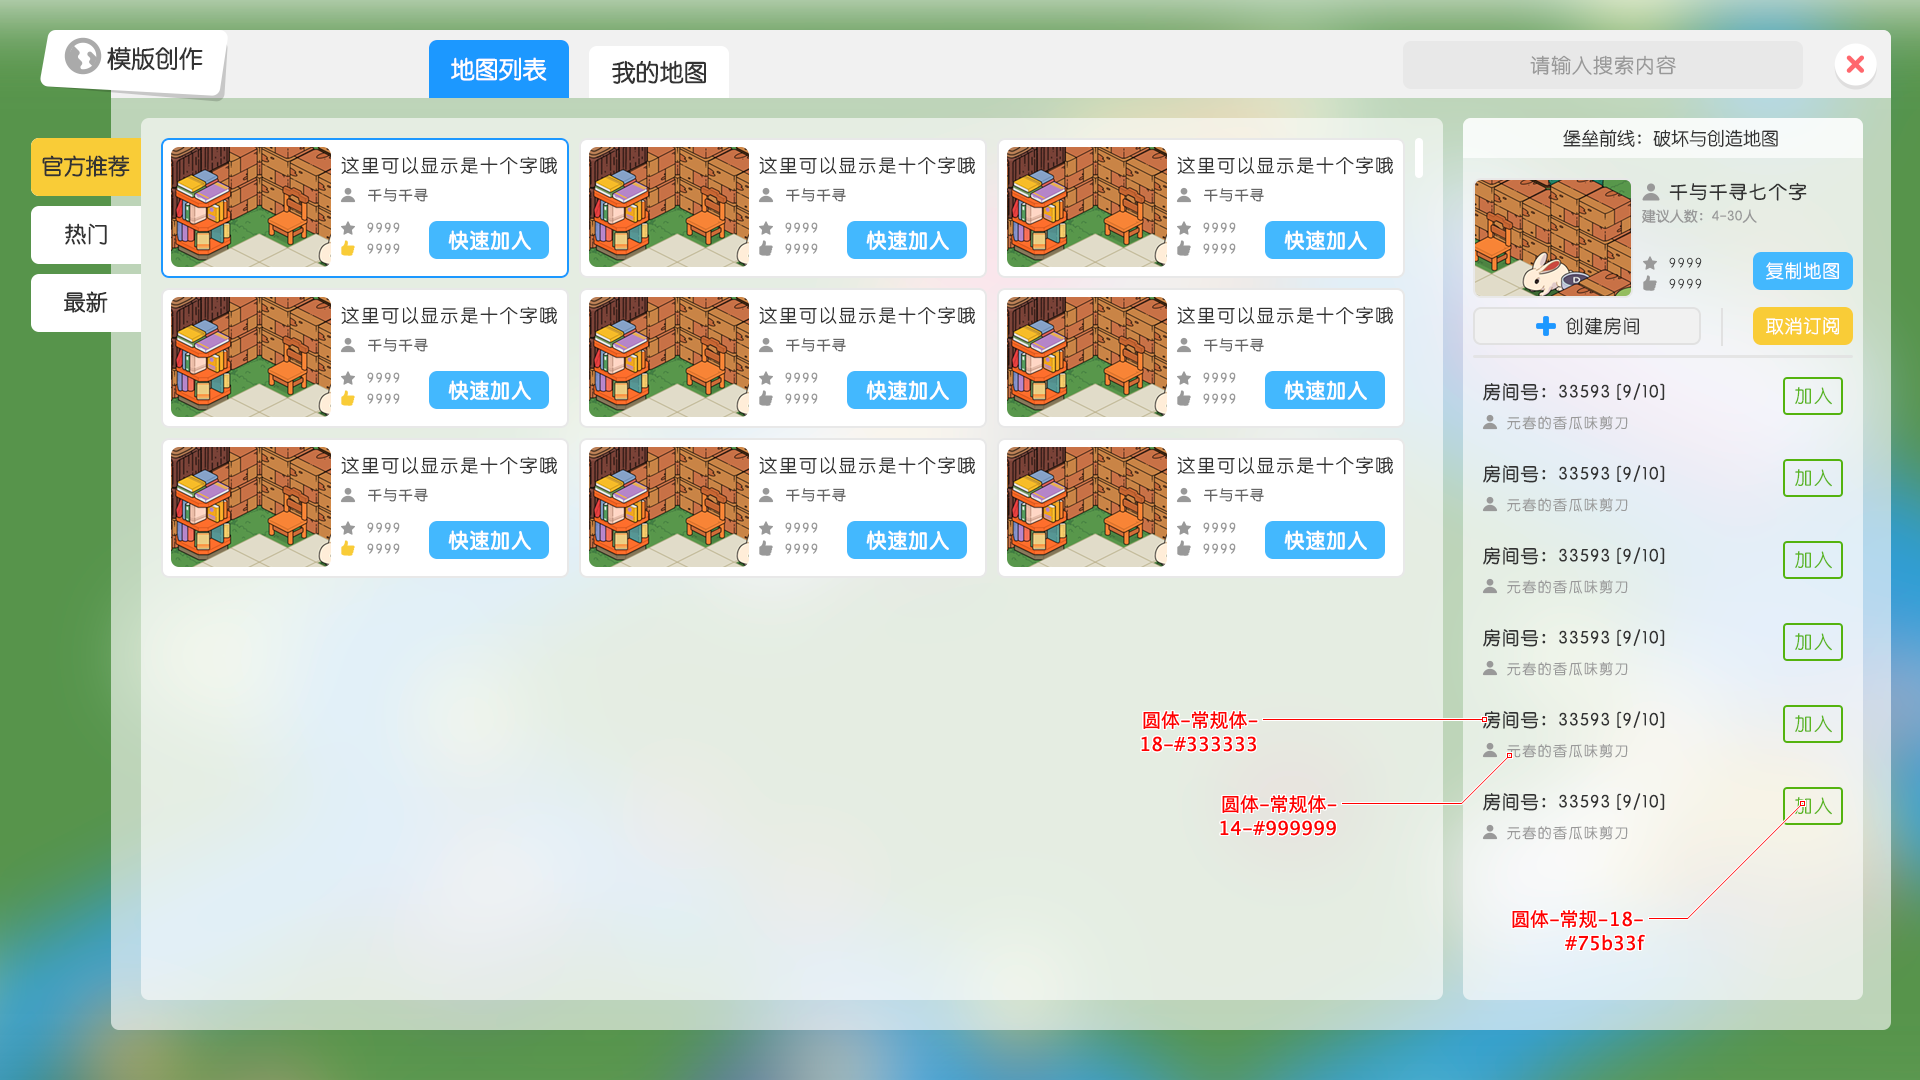 模版创作
地图列表
我的地图
请输入搜索内容
官方推荐
热门
最新
这里可以显示是十个字哦
千与千寻
9999
9999
快速加入
这里可以显示是十个字哦
千与千寻
9999
9999
快速加入
这里可以显示是十个字哦
千与千寻
9999
9999
快速加入
这里可以显示是十个字哦
千与千寻
9999
9999
快速加入
这里可以显示是十个字哦
千与千寻
9999
9999
快速加入
这里可以显示是十个字哦
千与千寻
9999
9999
快速加入
这里可以显示是十个字哦
千与千寻
9999
9999
快速加入
这里可以显示是十个字哦
千与千寻
9999
9999
快速加入
这里可以显示是十个字哦
千与千寻
9999
9999
快速加入
堡垒前线：破坏与创造地图
千与千寻七个字
建议人数：4-30人
9999
9999
复制地图
创建房间
取消订阅
房间号：33593 [9/10]
元春的香瓜味剪刀
加入
房间号：33593 [9/10]
元春的香瓜味剪刀
加入
房间号：33593 [9/10]
元春的香瓜味剪刀
加入
房间号：33593 [9/10]
元春的香瓜味剪刀
加入
房间号：33593 [9/10]
元春的香瓜味剪刀
加入
房间号：33593 [9/10]
元春的香瓜味剪刀
加入
圆体-常规体-
18-#333333
圆体-常规体-
14-#999999
圆体-常规-18-
#75b33f